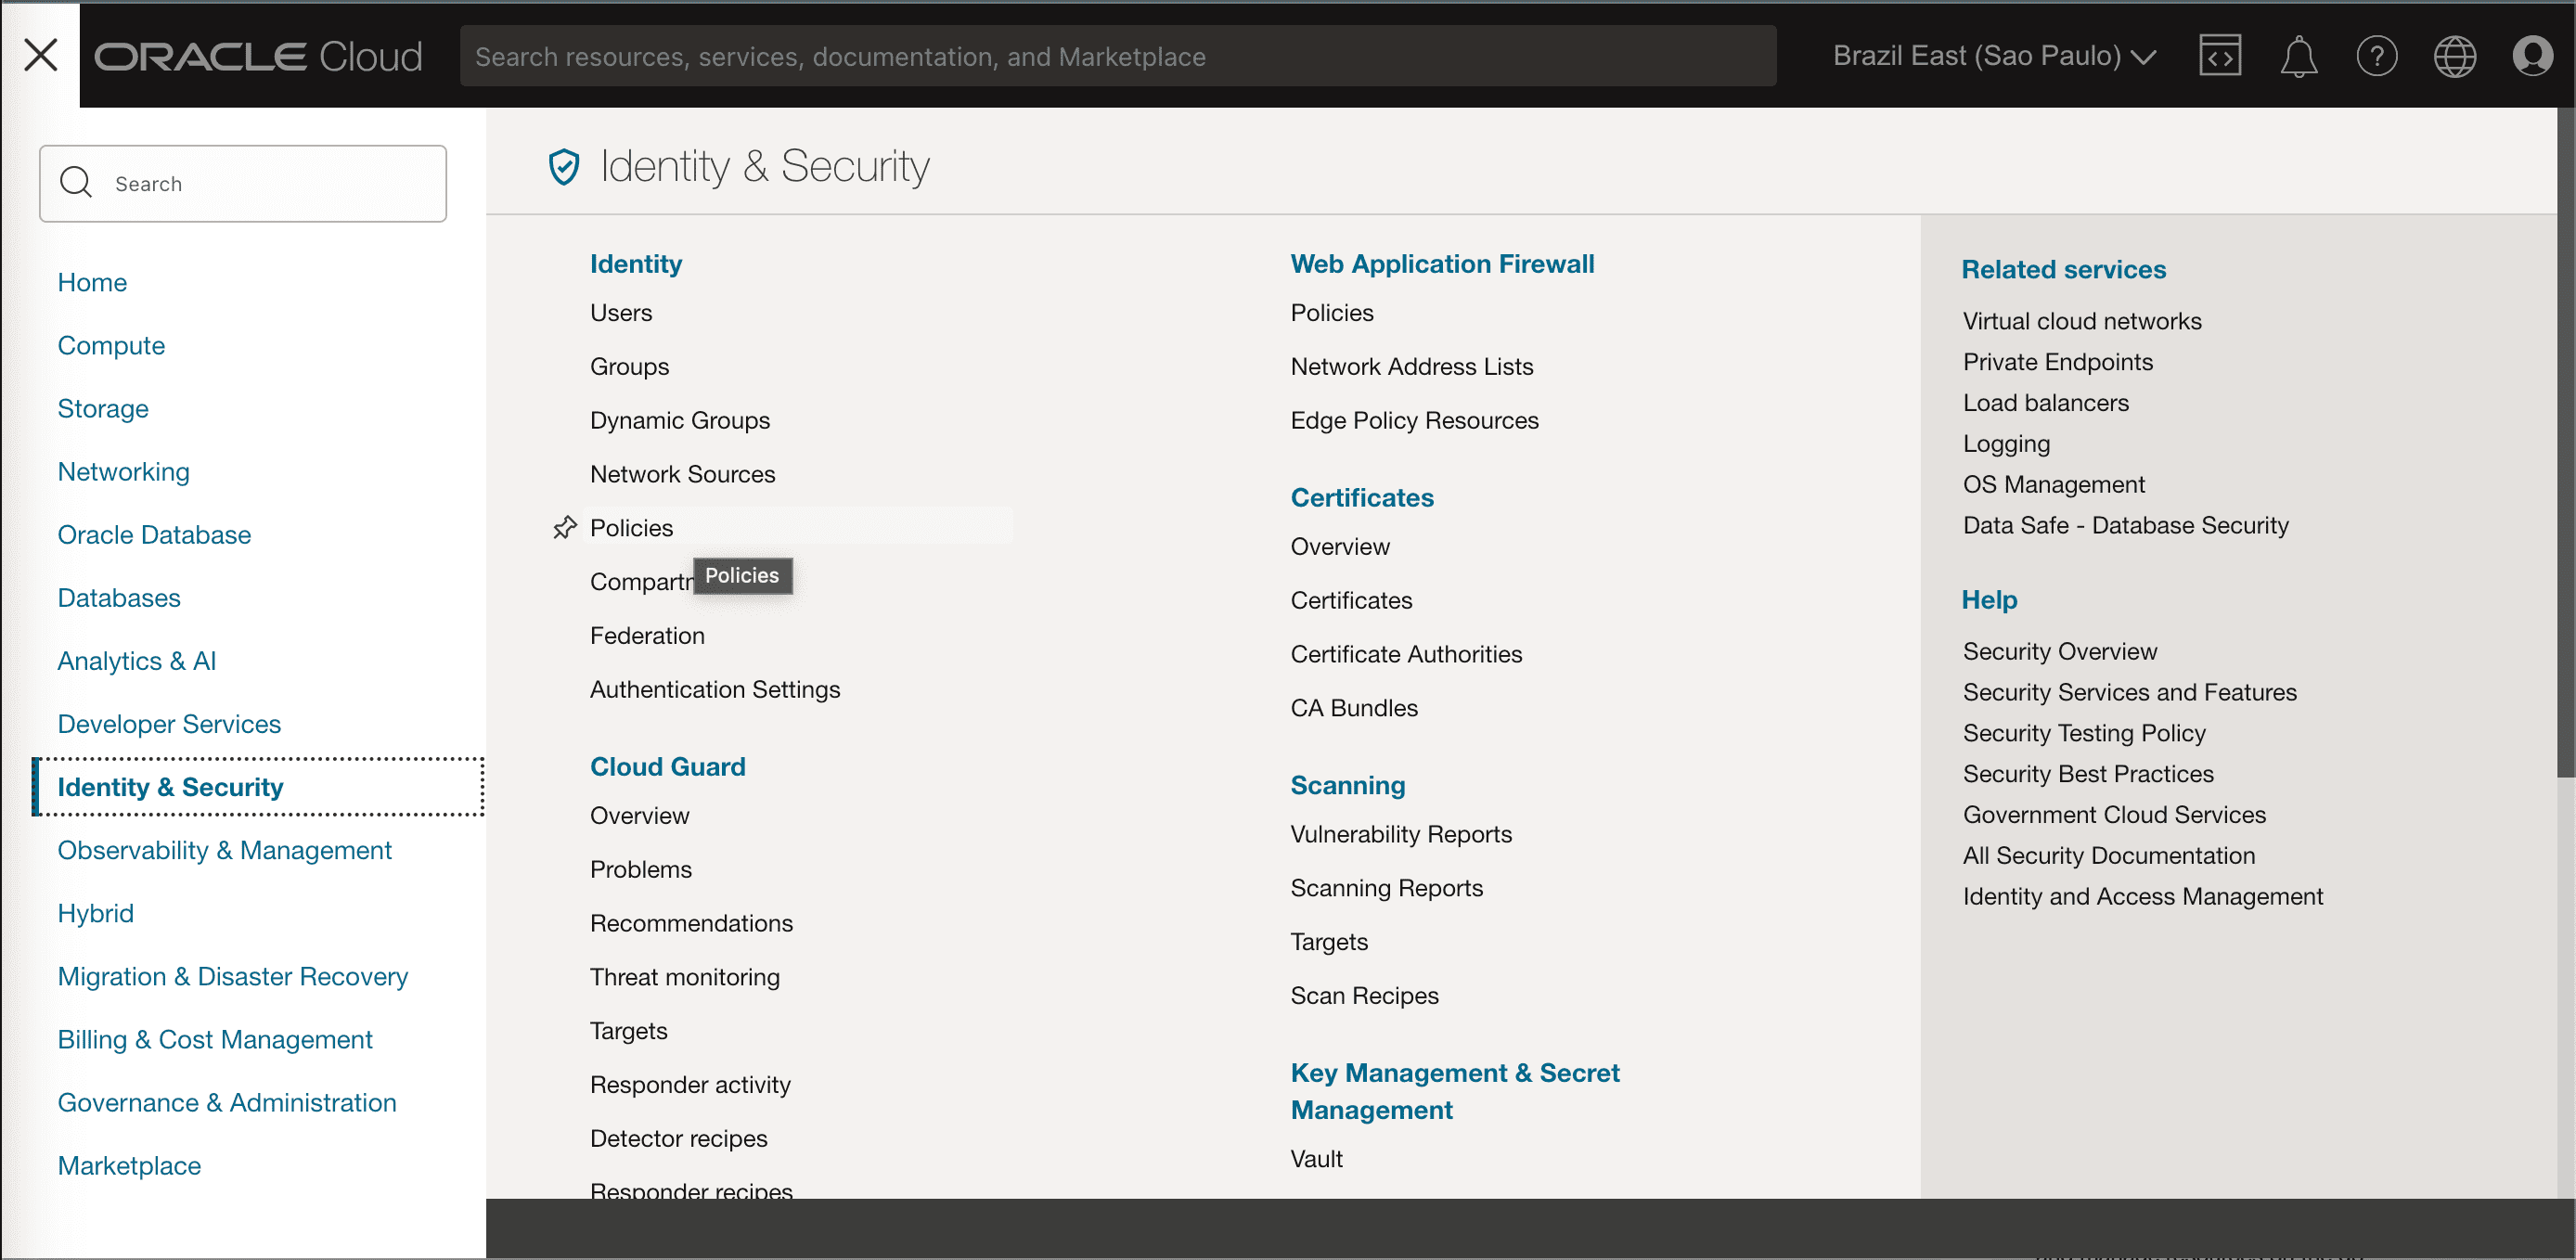 ORACLE Cloud
Search resources, services, documentation, and Marketplace
Brazil East (Sao Paulo)
Search
Home
Compute
Storage
Networking
Oracle Database
Databases
Analytics & AI
Developer Services
Identity & Security
Observability & Management
Hybrid
Migration & Disaster Recovery
Billing & Cost Management
Governance & Administration
Marketplace
Identity & Security
Identity
Users
Groups
Dynamic Groups
Network Sources
Policies
Policies
Federation
Authentication Settings
Cloud Guard
Overview
Problems
Recommendations
Threat monitoring
Targets
Responder activity
Detector recipes
Responder recipes
Web Application Firewall
Policies
Network Address Lists
Edge Policy Resources
Certificates
Overview
Certificates
Certificate Authorities
CA Bundles
Scanning
Vulnerability Reports
Scanning Reports
Targets
Scan Recipes
Key Management & Secret
Management
Vault
Related services
Virtual cloud networks
Private Endpoints
Load balancers
Logging
OS Management
Data Safe - Database Security
Help
Security Overview
Security Services and Features
Security Testing Policy
Security Best Practices
Government Cloud Services
All Security Documentation
Identity and Access Management